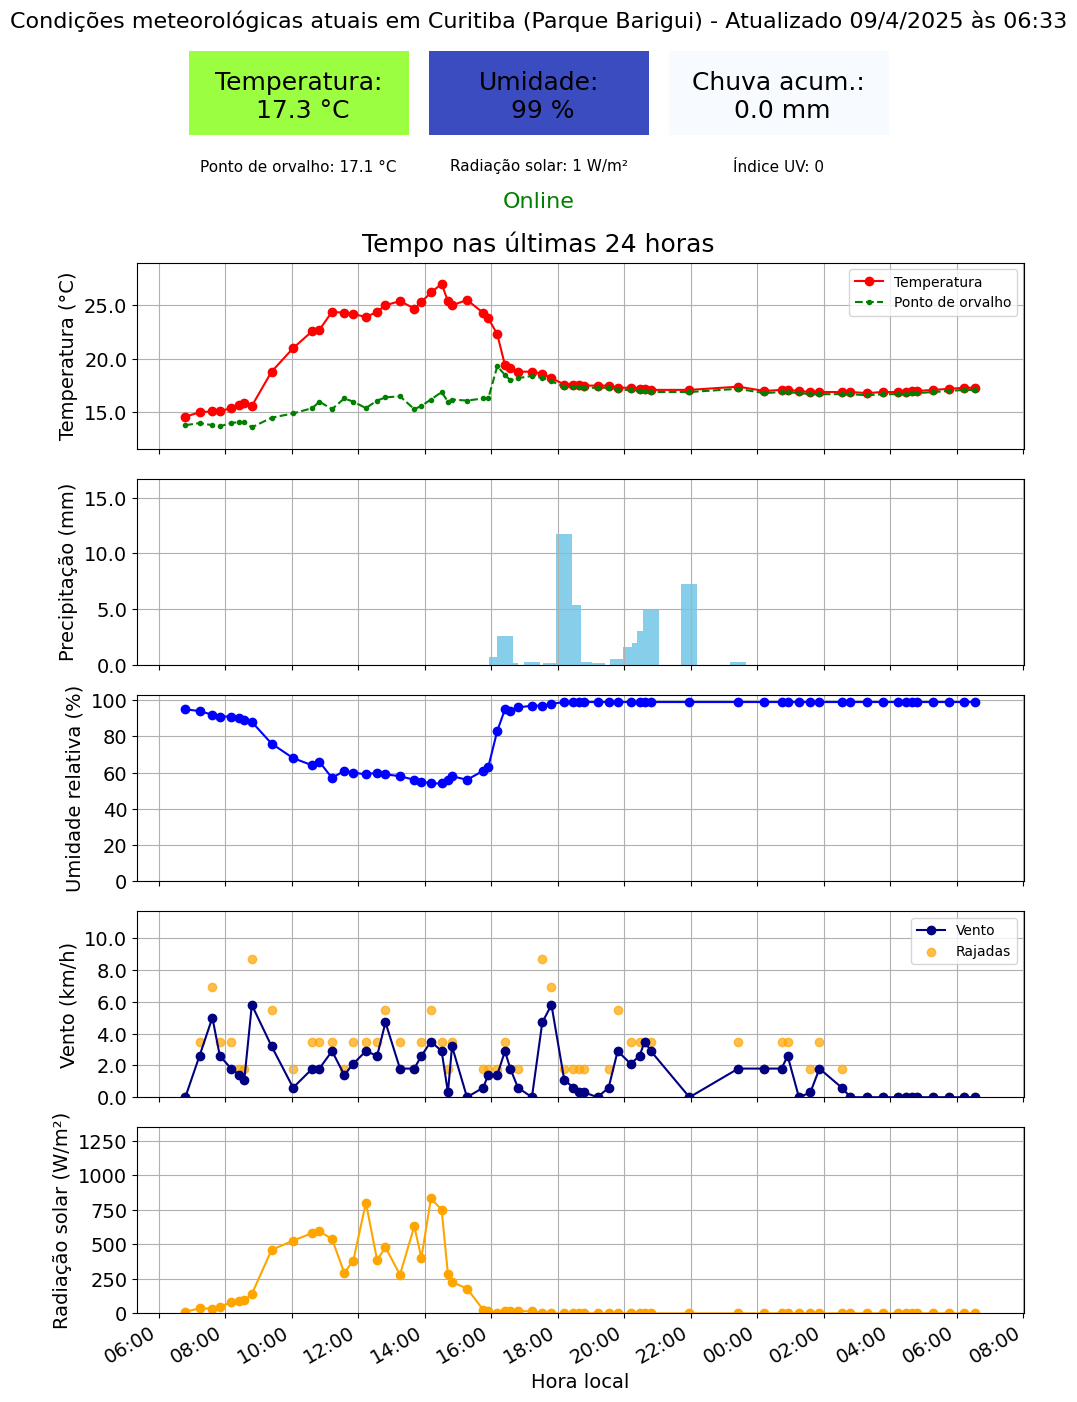 Condições meteorológicas atuais em Curitiba (Parque Barigui) - Atualizado 09/4/2025 às 06:33
Temperatura:
17.3 °C
Umidade:
99 %
Chuva acum.:
0.0 mm
Ponto de orvalho: 17.1 °C
Radiação solar: 1 W/m²
Índice UV: 0
Online
Tempo nas últimas 24 horas
Temperatura (°C)
25.0
20.0
15.0
Temperatura
Ponto de orvalho
Precipitação (mm)
15.0
10.0
5.0
0.0
Umidade relativa (%)
100
80
60
40
20
0
Vento (km/h)
10.0
8.0
6.0
4.0
2.0
0.0
Vento
Rajadas
Radiação solar (W/m²)
1250
1000
750
500
250
0
06:00
08:00
10:00
12:00
14:00
16:00
18:00
20:00
22:00
00:00
02:00
04:00
06:00
08:00
Hora local